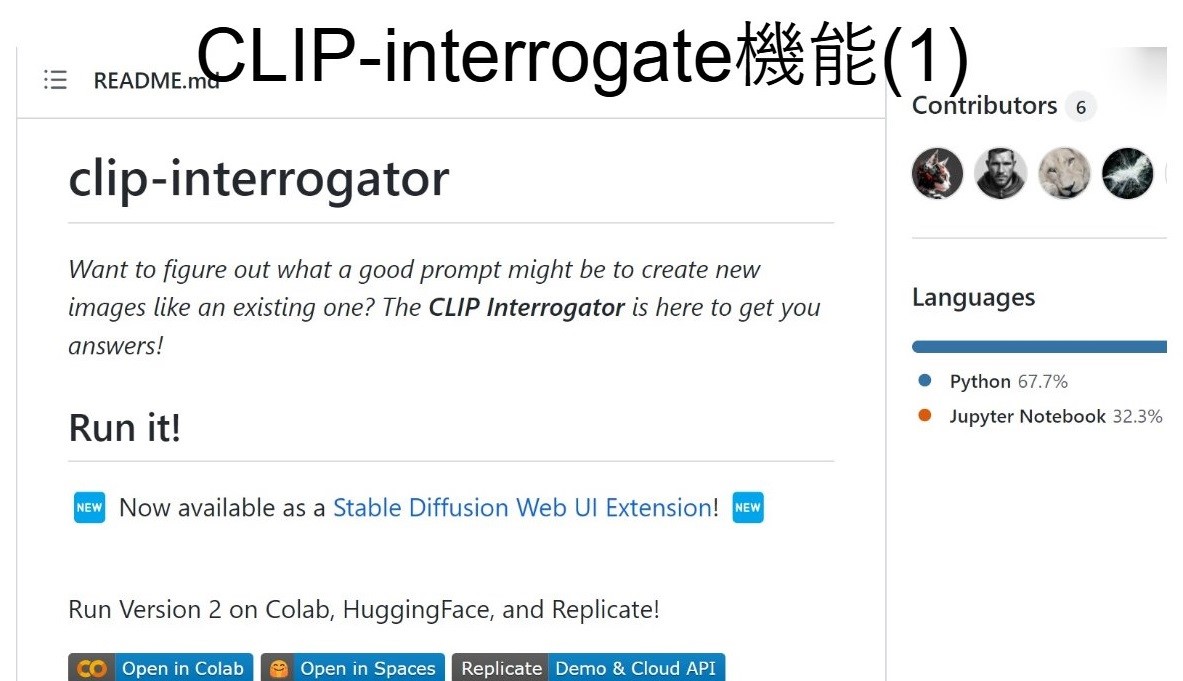 CLIP-interrogate機能(1)
README.md
clip-interrogator
Want to figure out what a good prompt might be to create new
images like an existing one? The CLIP Interrogator is here to get you
answers!
Run it!
NEW Now available as a Stable Diffusion Web UI Extension! NEW
Run Version 2 on Colab, HuggingFace, and Replicate!
Open in Colab Open in Spaces Replicate Demo & Cloud API
Contributors 6
Languages
Python 67.7%
Jupyter Notebook 32.3%